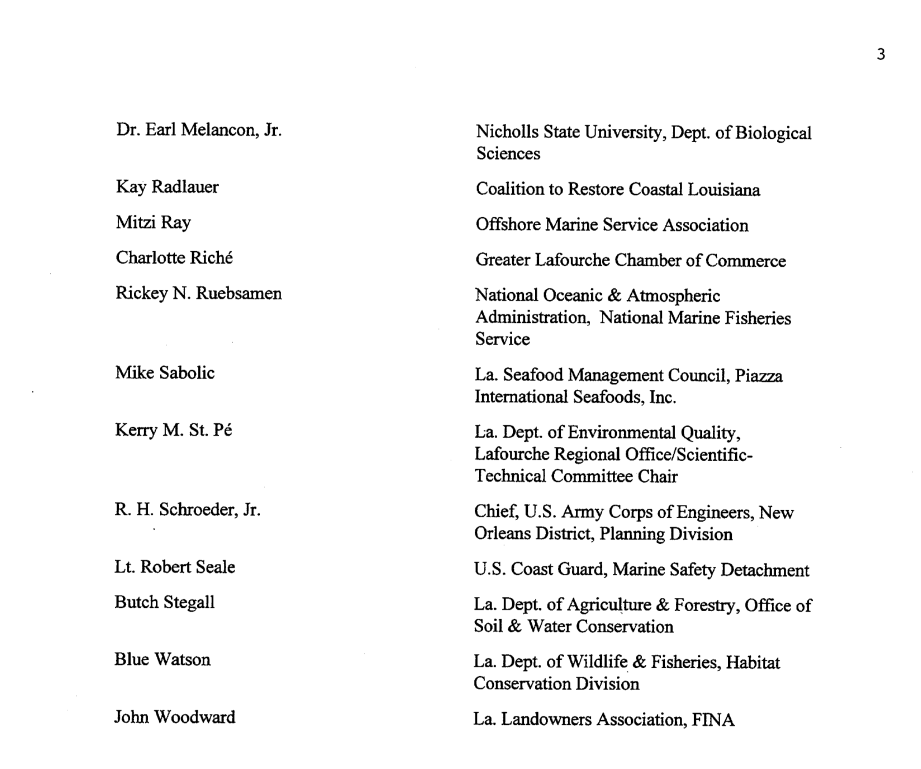 3
Dr. Earl Melancon, Jr.
Nicholls State University, Dept. of Biological
Sciences
Kay Radlauer
Coalition to Restore Coastal Louisiana
Mitzi Ray
Offshore Marine Service Association
Charlotte Riché
Greater Lafourche Chamber of Commerce
Rickey N. Ruebsamen
National Oceanic & Atmospheric
Administration, National Marine Fisheries
Service
Mike Sabolic
La. Seafood Management Council, Piazza
International Seafoods, Inc.
Kerry M. St. Pé
La. Dept. of Environmental Quality,
Lafourche Regional Office/Scientific-
Technical Committee Chair
R. H. Schroeder, Jr.
Chief, U.S. Army Corps of Engineers, New
Orleans District, Planning Division
Lt. Robert Seale
U.S. Coast Guard, Marine Safety Detachment
Butch Stegall
La. Dept. of Agriculture & Forestry, Office of
Soil & Water Conservation
Blue Watson
La. Dept. of Wildlife & Fisheries, Habitat
Conservation Division
John Woodward
La. Landowners Association, FINA